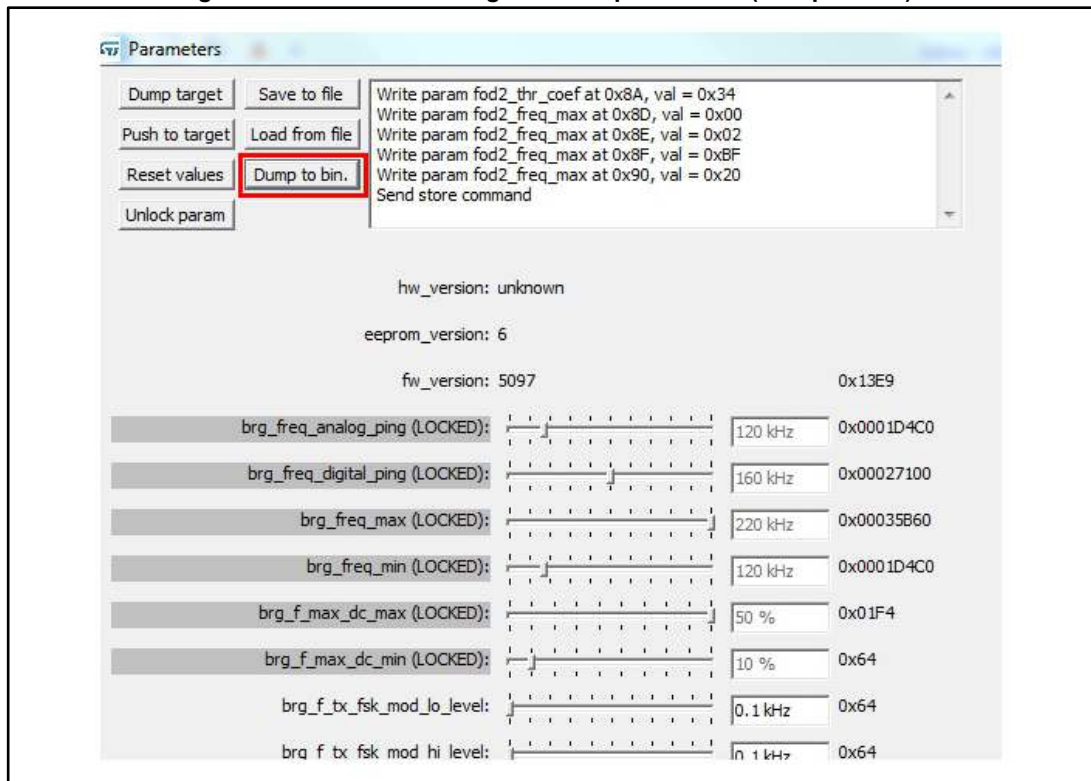 Parameters
Dump target
Save to file
Push to target
Load from file
Reset values
Dump to bin.
Unlock param
Write param fod2_thr_coef at 0x8A, val = 0x34
Write param fod2_freq_max at 0x8D, val = 0x00
Write param fod2_freq_max at 0x8E, val = 0x02
Write param fod2_freq_max at 0x8F, val = 0xBF
Write param fod2_freq_max at 0x90, val = 0x20
Send store command
hw_version: unknown
eeprom_version: 6
fw_version: 5097 0x13E9
brg_freq_analog_ping (LOCKED): 120 kHz 0x0001D4C0
brg_freq_digital_ping (LOCKED): 160 kHz 0x00027100
brg_freq_max (LOCKED): 220 kHz 0x00035B60
brg_freq_min (LOCKED): 120 kHz 0x0001D4C0
brg_f_max_dc_max (LOCKED): 50 % 0x01F4
brg_f_max_dc_min (LOCKED): 10 % 0x64
brg_f_tx_fsk_mod_lo_level: 0.1 kHz 0x64
brg_f_tx_fsk_mod_hi_level: 0.1 kHz 0x64